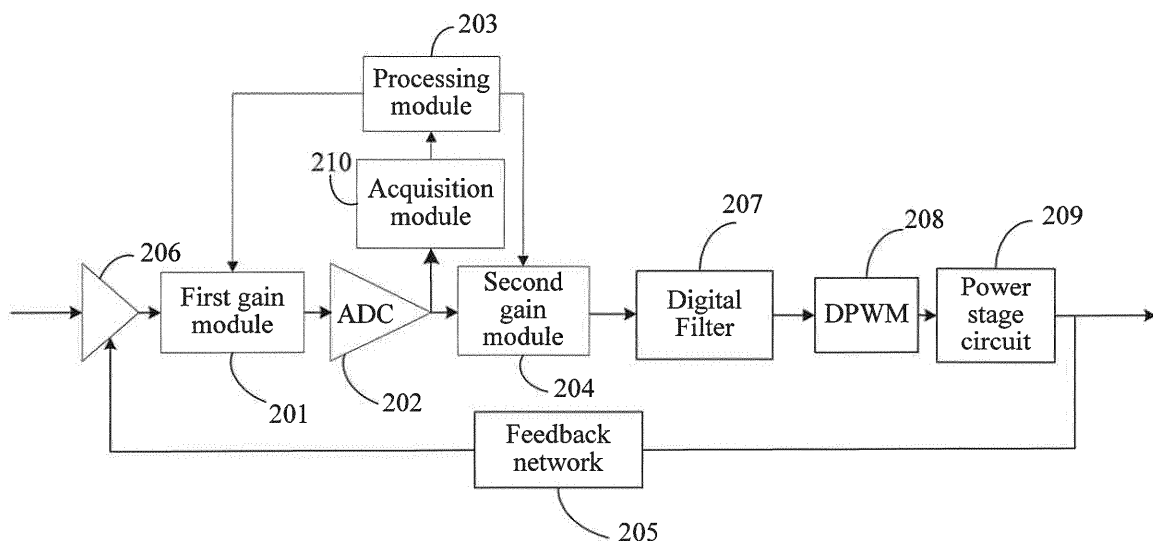 203
Processing
module
210
Acquisition
module
206
First gain
module
201
ADC
202
Second
gain
module
204
207
Digital
Filter
208
DPWM
209
Power
stage
circuit
Feedback
network
205